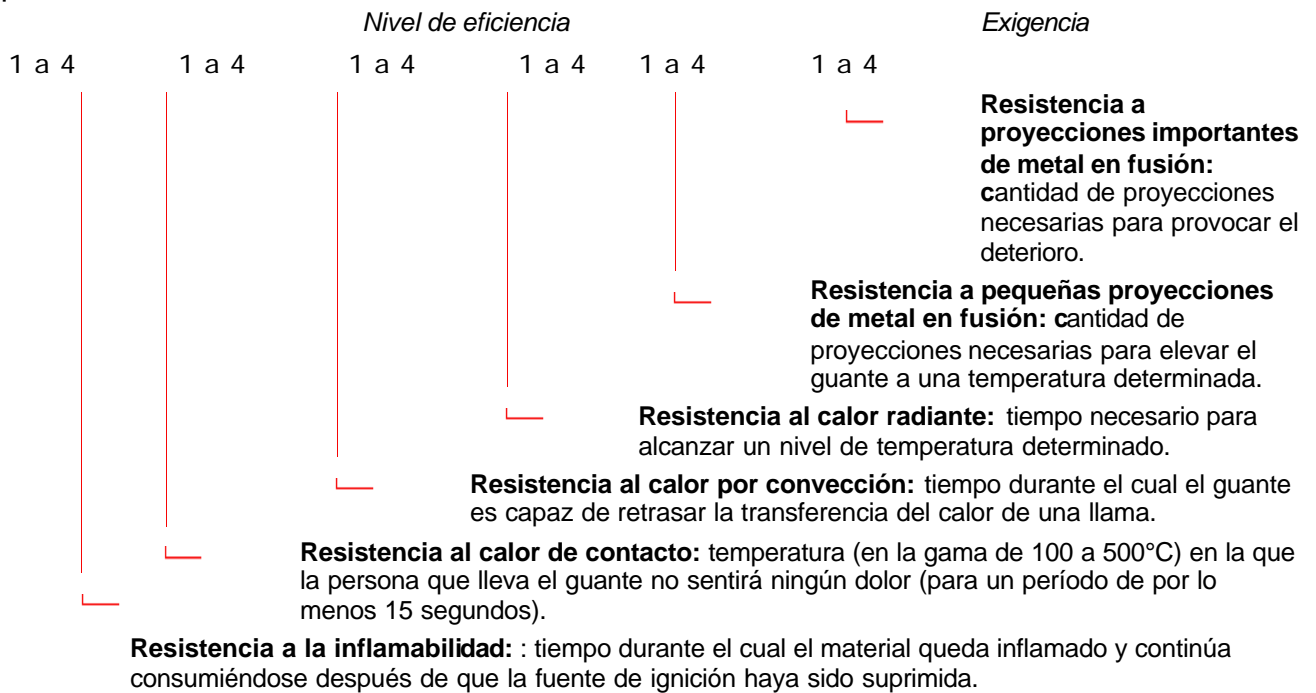 Nivel de eficiencia Exigencia
1 a 4 1 a 4 1 a 4 1 a 4 1 a 4 1 a 4
Resistencia a
proyecciones importantes
de metal en fusión:
cantidad de proyecciones
necesarias para provocar el
deterioro.
Resistencia a pequeñas proyecciones
de metal en fusión: cantidad de
proyecciones necesarias para elevar el
guante a una temperatura determinada.
Resistencia al calor radiante: tiempo necesario para
alcanzar un nivel de temperatura determinado.
Resistencia al calor por convección: tiempo durante el cual el guante
es capaz de retrasar la transferencia del calor de una llama.
Resistencia al calor de contacto: temperatura (en la gama de 100 a 500°C) en la que
la persona que lleva el guante no sentirá ningún dolor (para un período de por lo
menos 15 segundos).
Resistencia a la inflamabilidad: : tiempo durante el cual el material queda inflamado y continúa
consumiéndose después de que la fuente de ignición haya sido suprimida.